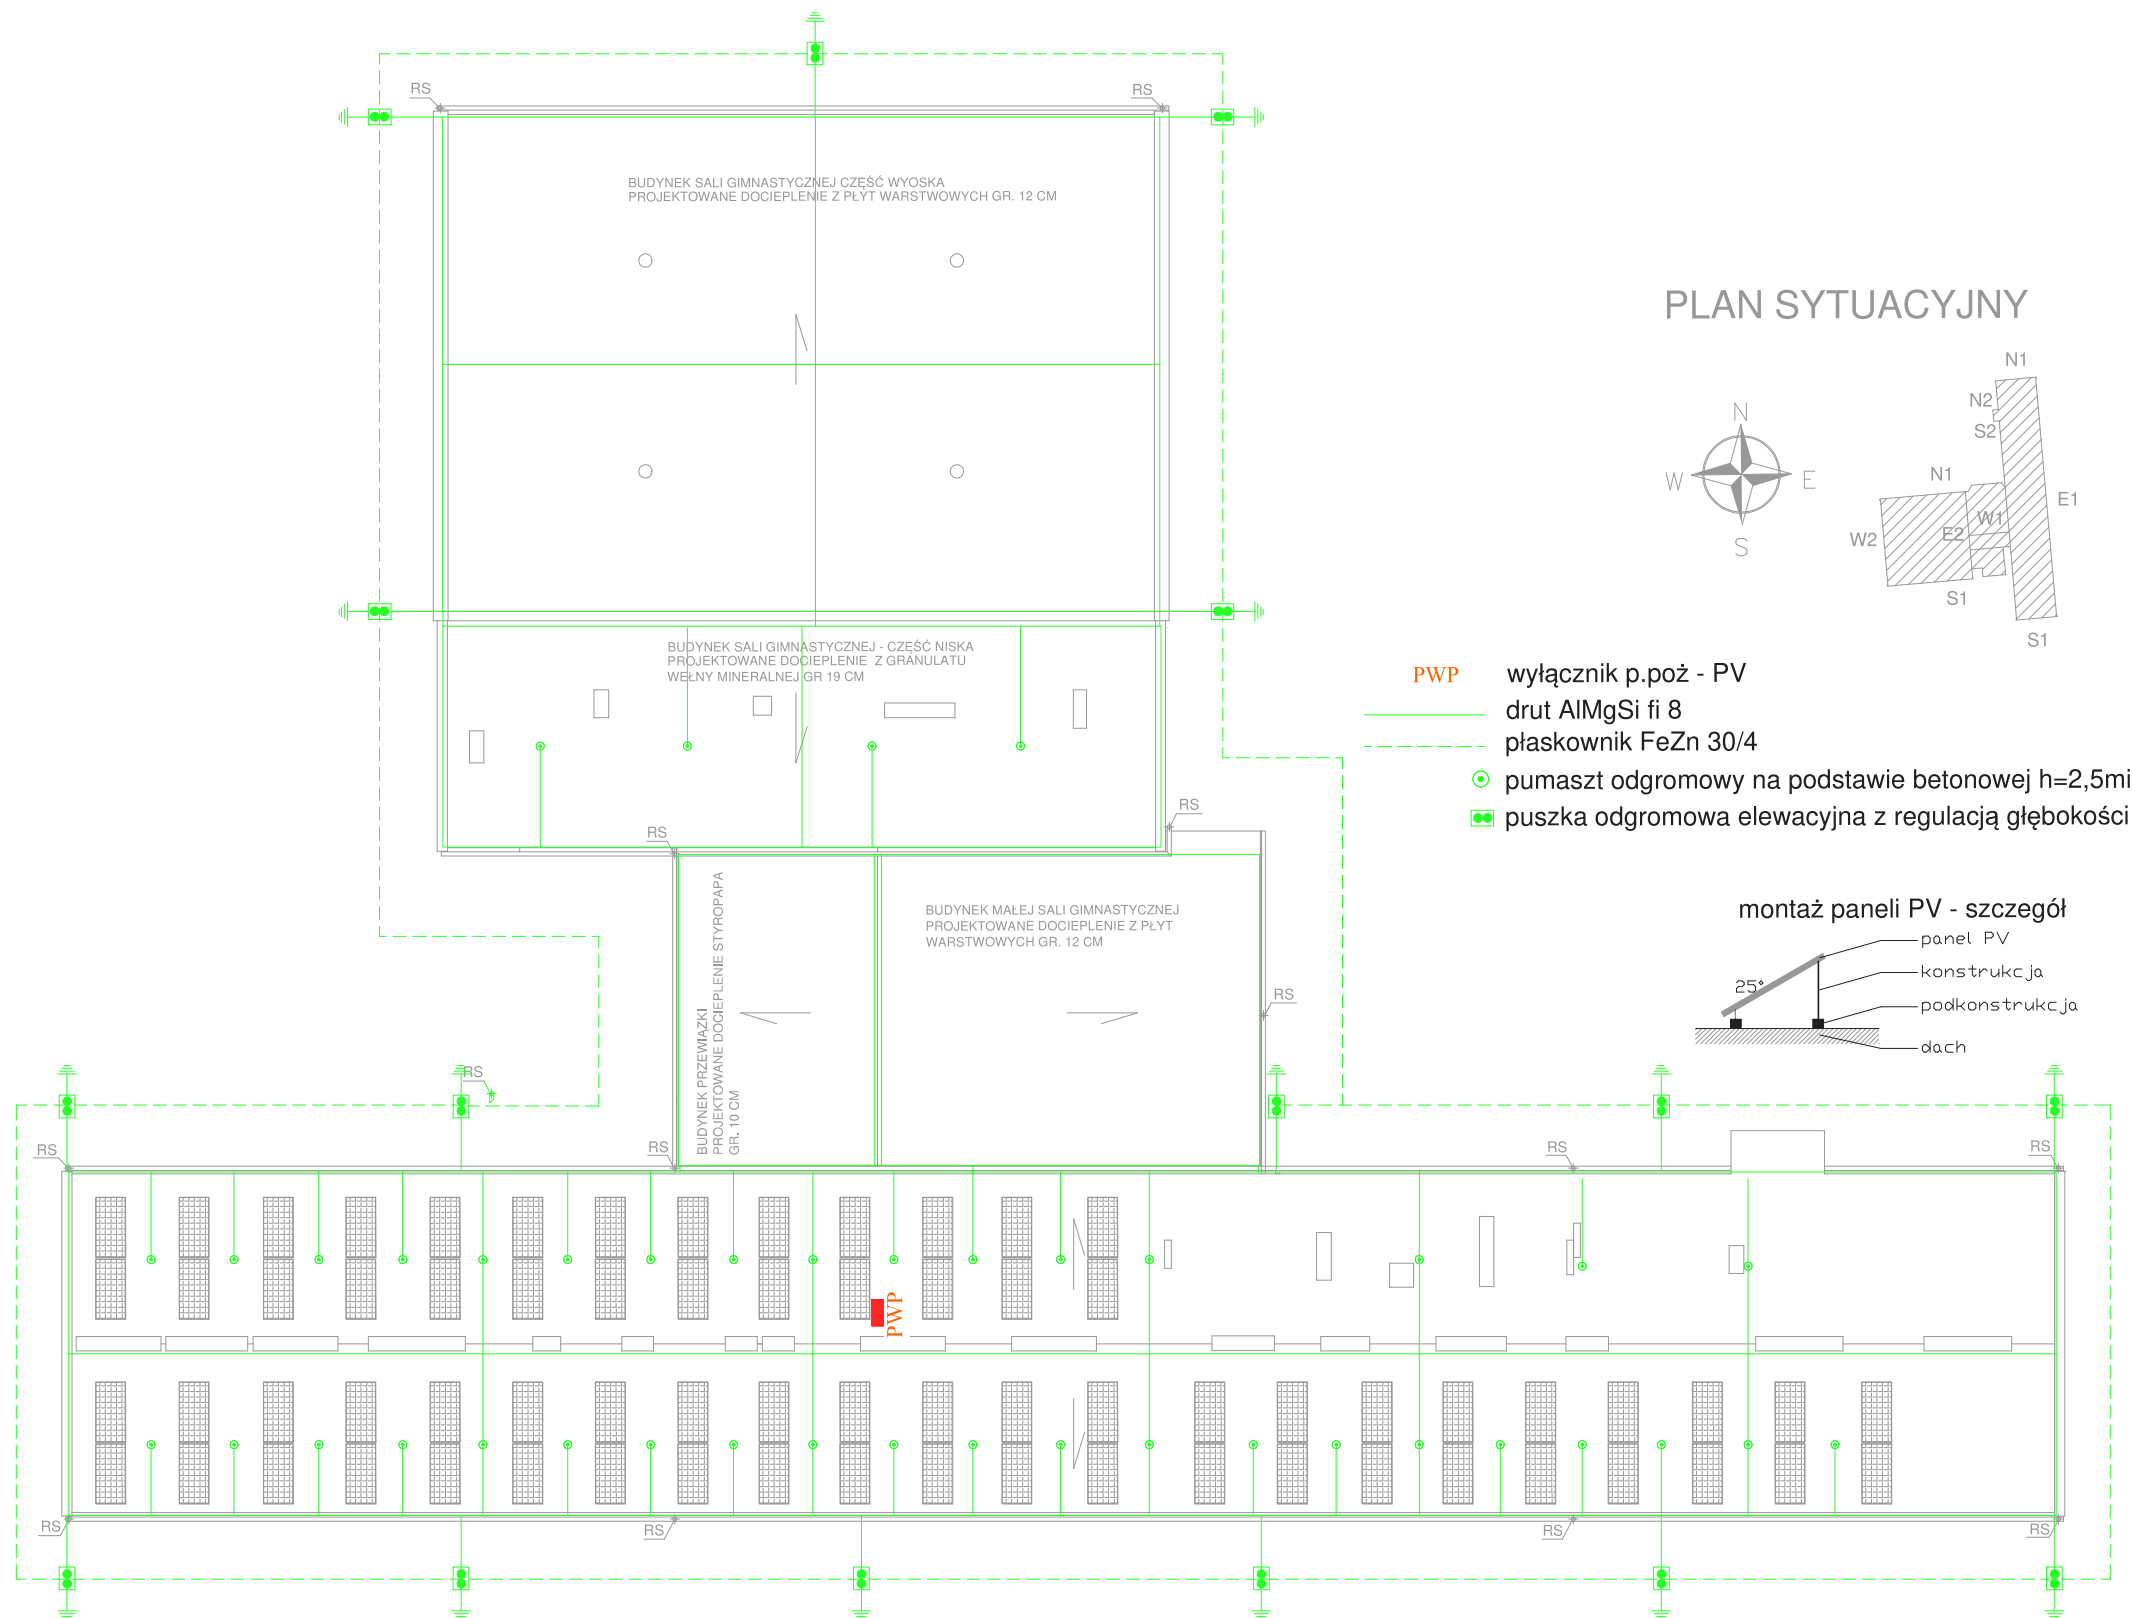 RS
RS
BUDYNEK SALI GIMNASTYCZNEJ CZĘŚĆ WYOSKA
PROJEKTOWANE DOCIEPLENIE Z PŁYT WARSTWOWYCH GR. 12 CM
PLAN SYTUACYJNY
N
W
E
S
N1
N2
S2
N1
E1
W1
E2
W2
S1
S1
BUDYNEK SALI GIMNASTYCZNEJ - CZĘŚĆ NISKA
PROJEKTOWANE DOCIEPLENIE Z GRANULATU
WEŁNY MINERALNEJ GR 19 CM
PWP wyłącznik p.poż - PV
drut AlMgSi fi 8
płaskownik FeZn 30/4
pumaszt odgromowy na podstawie betonowej h=2,5mi
puszka odgromowa elewacyjna z regulacją głębokości
RS
RS
BUDYNEK PRZEWIĄZKI
PROJEKTOWANE DOCIEPLENIE STYROPAPA
GR. 10 CM
BUDYNEK MAŁEJ SALI GIMNASTYCZNEJ
PROJEKTOWANE DOCIEPLENIE Z PŁYT
WARSTWOWYCH GR. 12 CM
montaż paneli PV - szczegół
panel PV
konstrukcja
25°
podkonstrukcja
dach
RS
RS
RS
RS
RS
RS
PWP
RS
RS
RS
RS